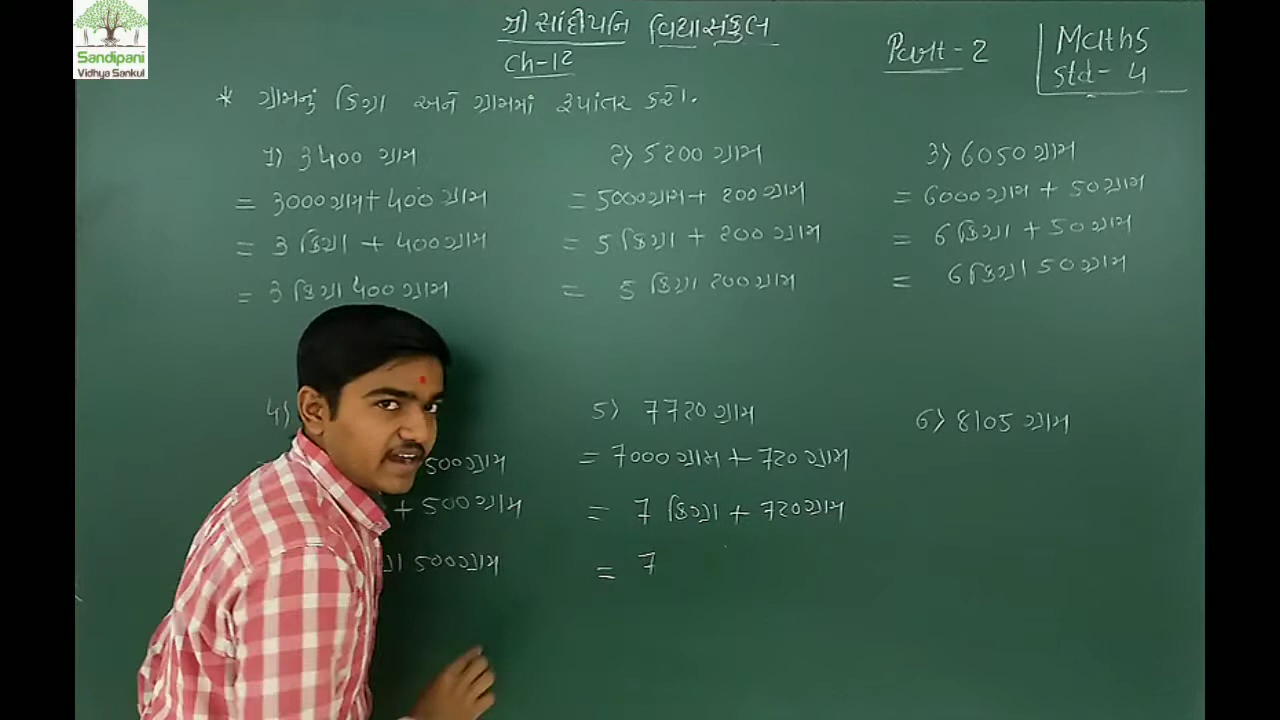 Sandipani
Vidhya Sankul
શ્રી સાંદીપનિ વિદ્યાસંકુલ
Ch-12
Part-2
Maths
Std-4
* ગ્રામનું કિગ્રા અને ગ્રામમાં રૂપાંતર કરો.
1) 3400 ગ્રામ
= 3000 ગ્રામ + 400 ગ્રામ
= 3 કિગ્રા + 400 ગ્રામ
= 3 કિગ્રા 400 ગ્રામ
2) 5200 ગ્રામ
= 5000 ગ્રામ + 200 ગ્રામ
= 5 કિગ્રા + 200 ગ્રામ
= 5 કિગ્રા 200 ગ્રામ
3) 6050 ગ્રામ
= 6000 ગ્રામ + 50 ગ્રામ
= 6 કિગ્રા + 50 ગ્રામ
= 6 કિગ્રા 50 ગ્રામ
4)
500 ગ્રામ
+ 500 ગ્રામ
500 ગ્રામ
5) 7720 ગ્રામ
= 7000 ગ્રામ + 720 ગ્રામ
= 7 કિગ્રા + 720 ગ્રામ
= 7
6) 8105 ગ્રામ